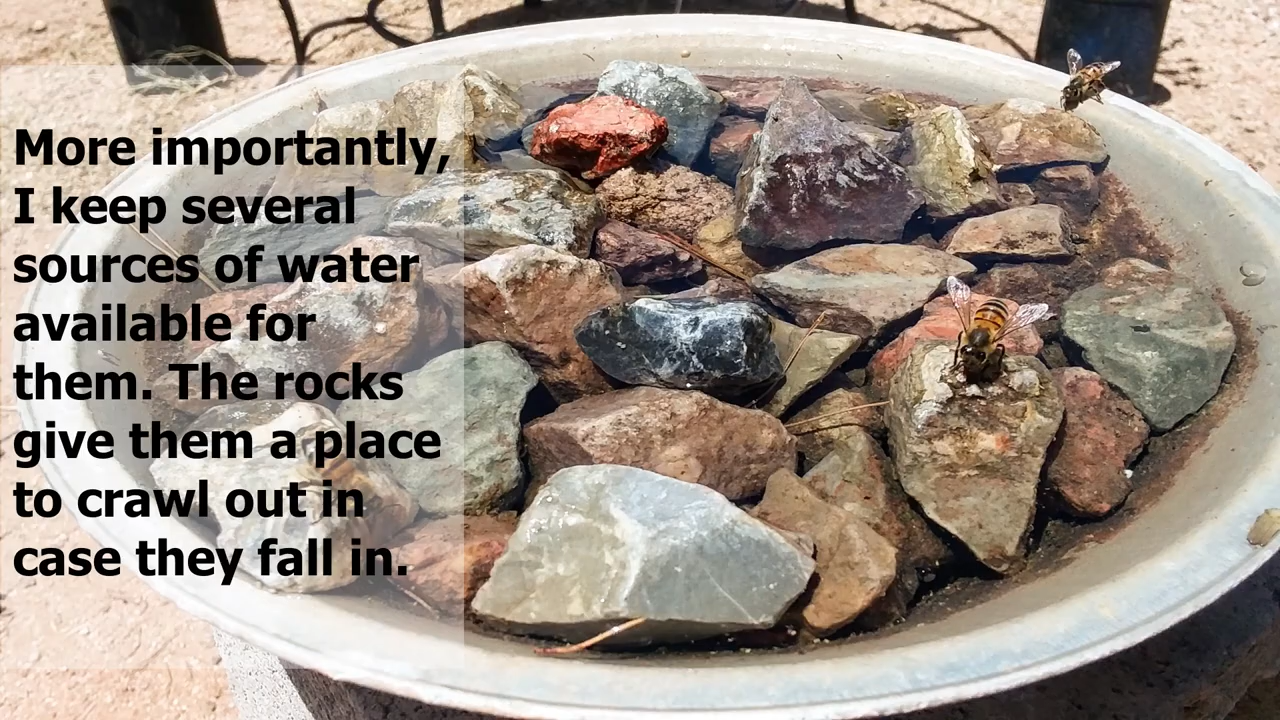 More importantly,
I keep several
sources of water
available for
them. The rocks
give them a place
to crawl out in
case they fall in.